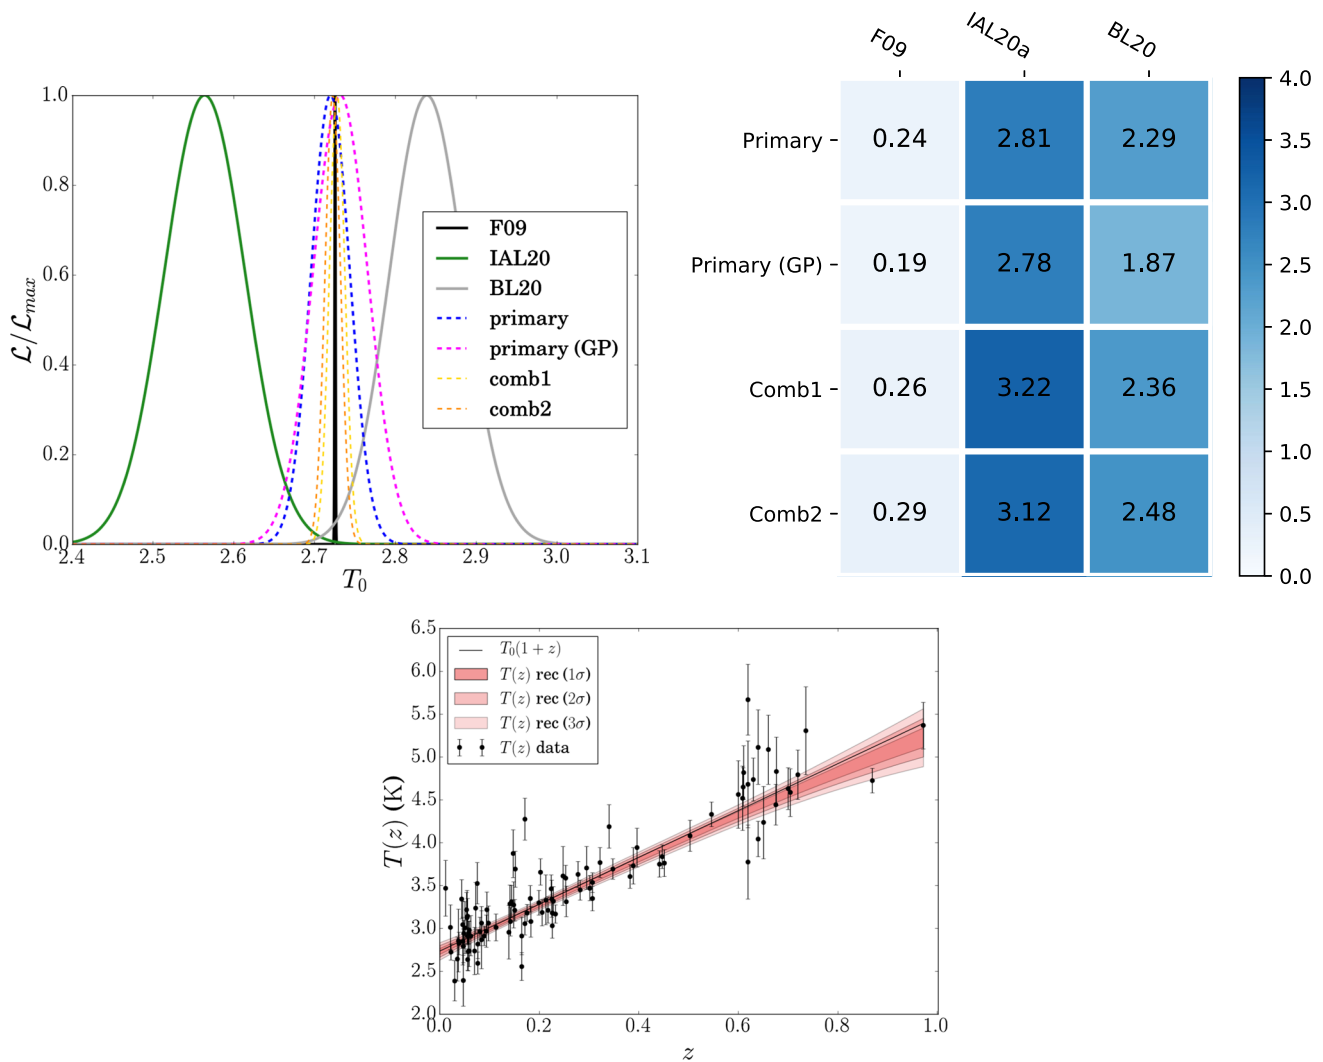 1.0
0.8
0.6
0.4
0.2
0.0
ℒ/ℒ_max
2.4 2.5 2.6 2.7 2.8 2.9 3.0 3.1
T_0
F09
IAL20
BL20
primary
primary (GP)
comb1
comb2
F09 IAL20a BL20
Primary 0.24 2.81 2.29
Primary (GP) 0.19 2.78 1.87
Comb1 0.26 3.22 2.36
Comb2 0.29 3.12 2.48
4.0
3.5
3.0
2.5
2.0
1.5
1.0
0.5
0.0
6.5
6.0
5.5
5.0
4.5
4.0
3.5
3.0
2.5
2.0
T(z) (K)
T_0(1 + z)
T(z) rec (1σ)
T(z) rec (2σ)
T(z) rec (3σ)
T(z) data
0.0 0.2 0.4 0.6 0.8 1.0
z